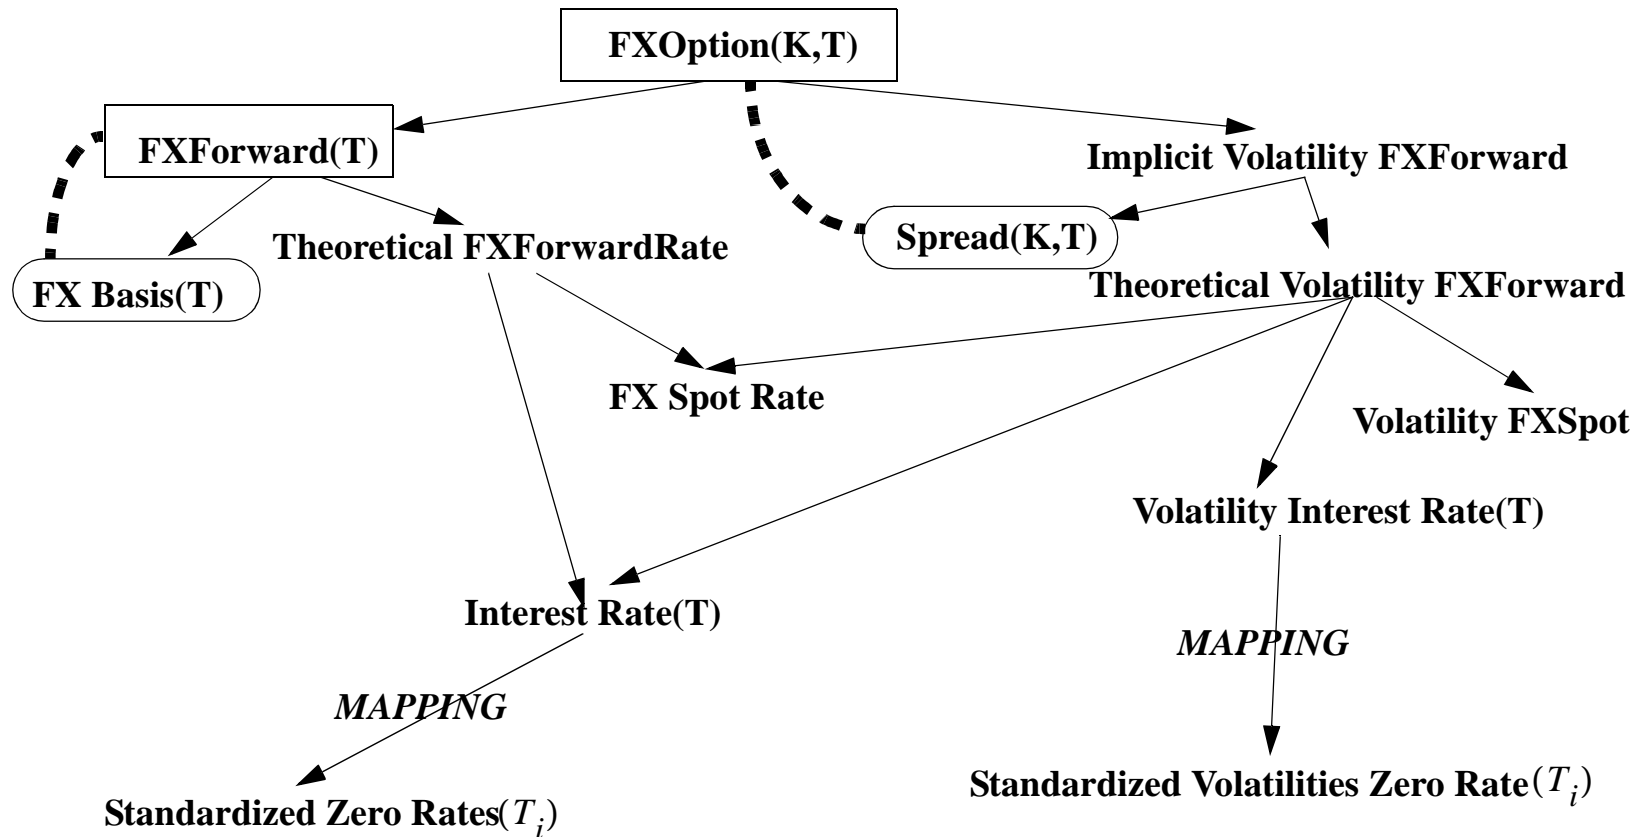 FXOption(K,T)
FXForward(T)
Implicit Volatility FXForward
Spread(K,T)
Theoretical FXForwardRate
FX Basis(T)
Theoretical Volatility FXForward
FX Spot Rate
Volatility FXSpot
Volatility Interest Rate(T)
Interest Rate(T)
MAPPING
MAPPING
Standardized Volatilities Zero Rate(T_i)
Standardized Zero Rates(T_i)